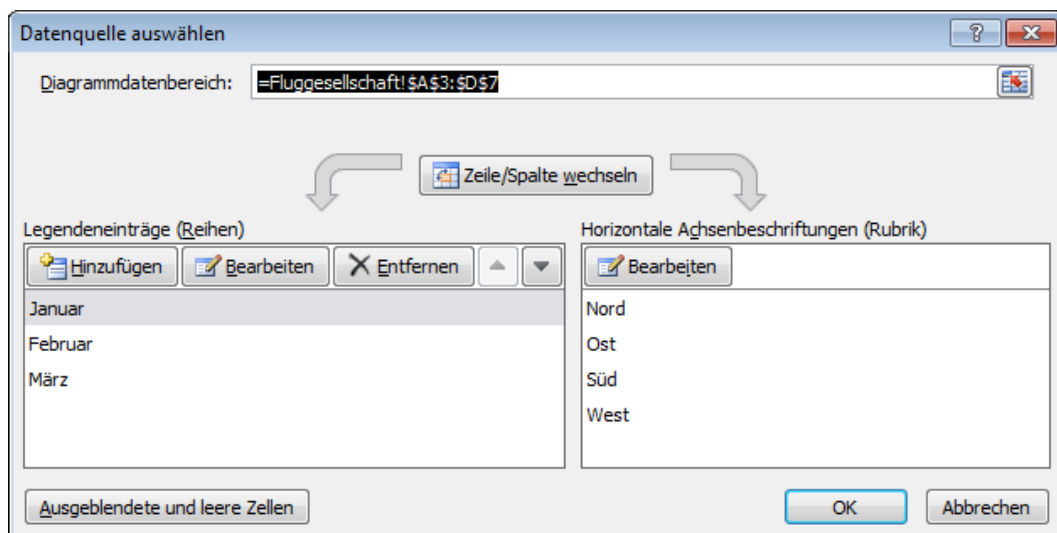 Datenquelle auswählen
Diagrammdatenbereich: =Fluggesellschaft!$A$3:$D$7
Zeile/Spalte wechseln
Legendeneinträge (Reihen)
Hinzufügen Bearbeiten Entfernen
Januar
Februar
März
Horizontale Achsenbeschriftungen (Rubrik)
Bearbeiten
Nord
Ost
Süd
West
Ausgeblendete und leere Zellen
OK Abbrechen